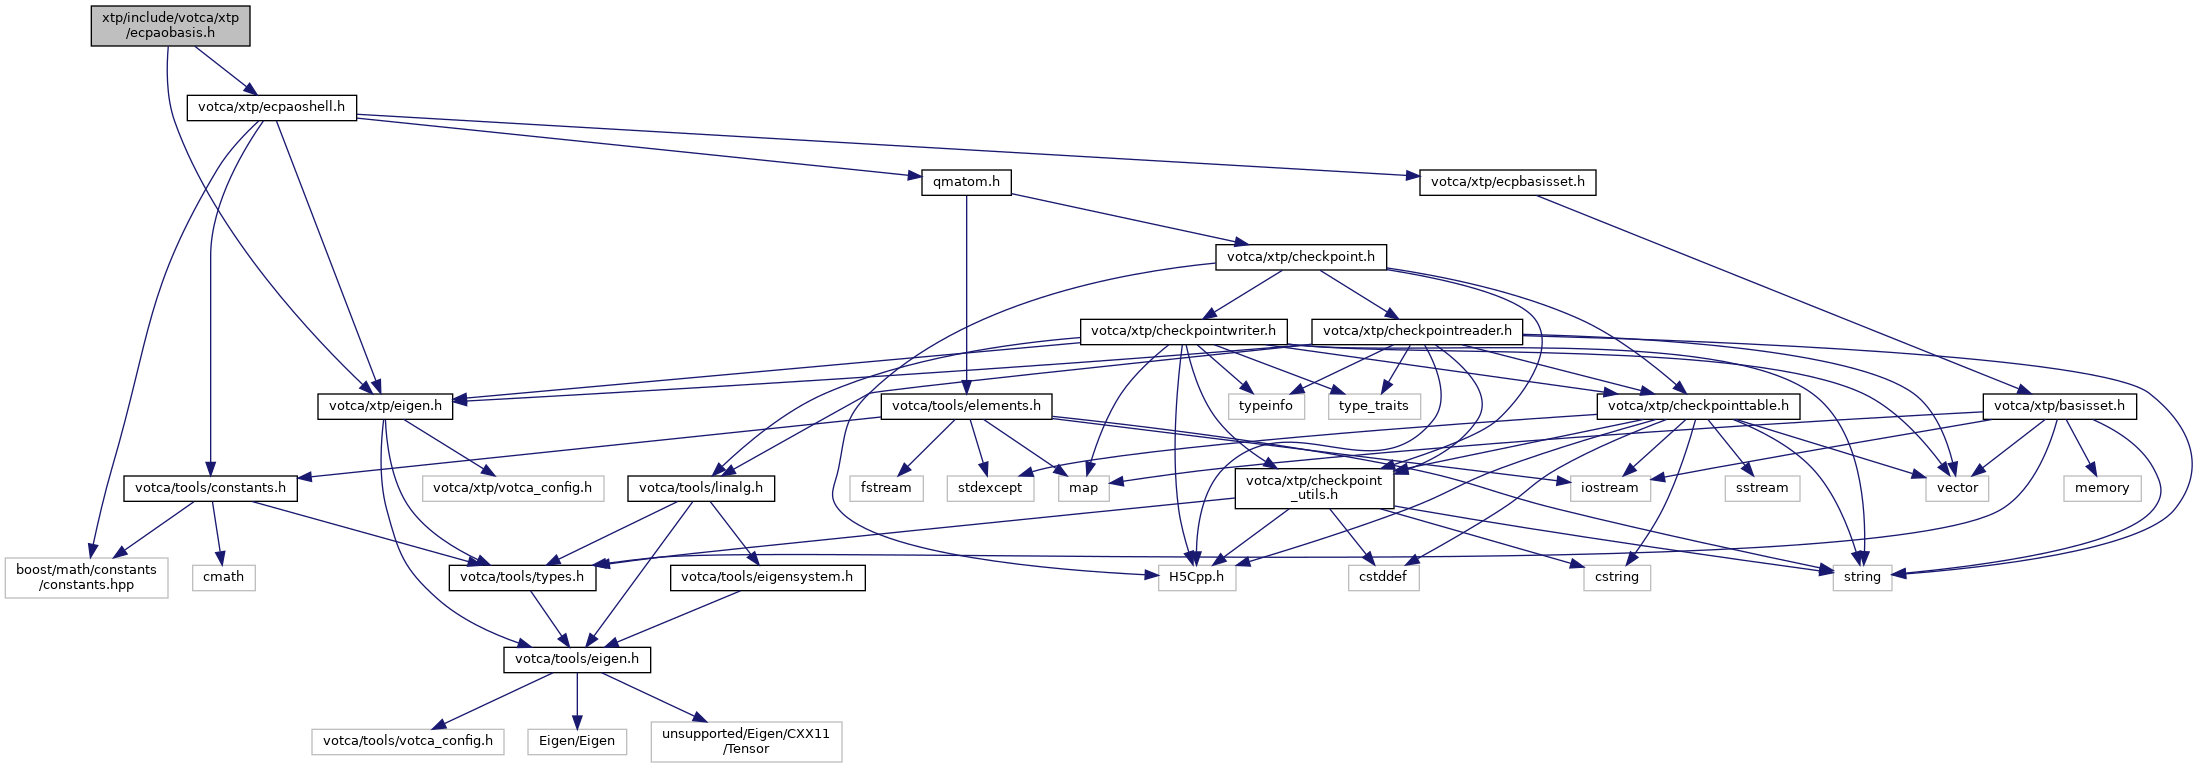 xtp/include/votca/xtp
/ecpaobasis.h
votca/xtp/ecpaoshell.h
qmatom.h
votca/xtp/ecpbasisset.h
votca/xtp/checkpoint.h
votca/xtp/checkpointwriter.h
votca/xtp/checkpointreader.h
votca/xtp/eigen.h
votca/tools/elements.h
typeinfo
type_traits
votca/xtp/checkpointtable.h
votca/xtp/basisset.h
votca/tools/constants.h
votca/xtp/votca_config.h
votca/tools/linalg.h
fstream
stdexcept
map
votca/xtp/checkpoint
_utils.h
iostream
sstream
vector
memory
boost/math/constants
/constants.hpp
cmath
votca/tools/types.h
votca/tools/eigensystem.h
H5Cpp.h
cstddef
cstring
string
votca/tools/eigen.h
votca/tools/votca_config.h
Eigen/Eigen
unsupported/Eigen/CXX11
/Tensor